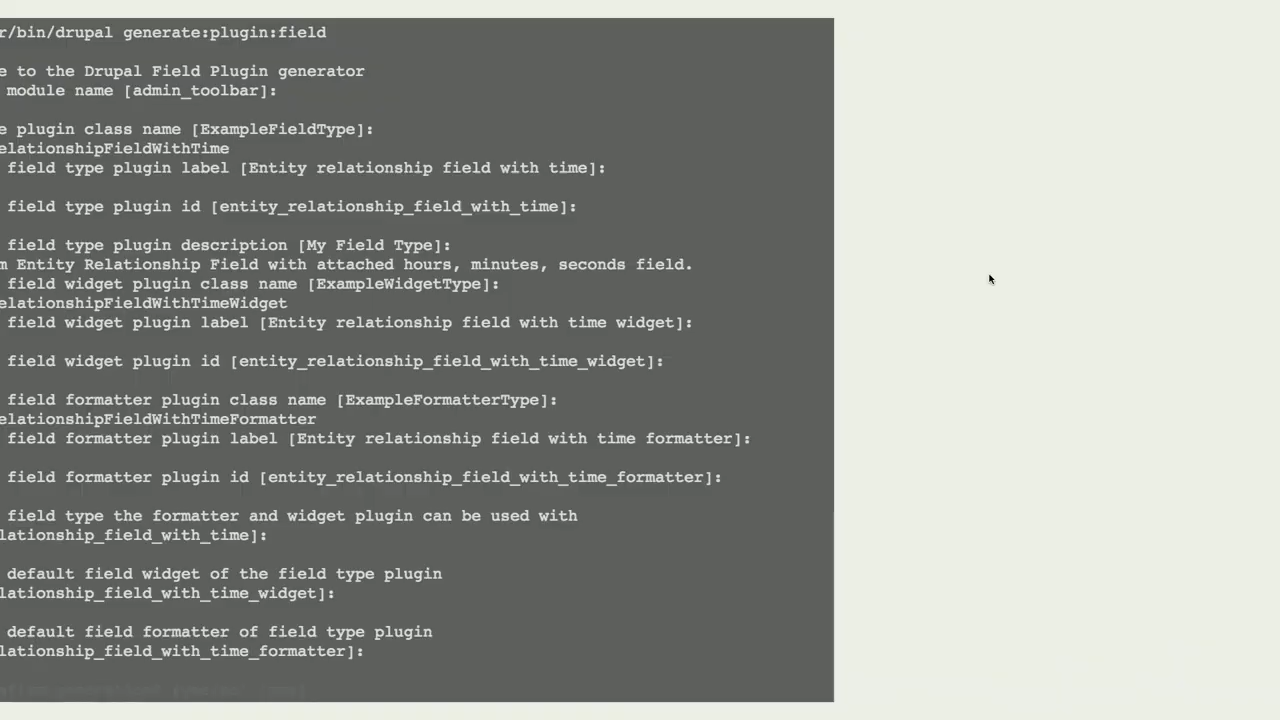 r/bin/drupal generate:plugin:field
e to the Drupal Field Plugin generator
module name [admin_toolbar]:
e plugin class name [ExampleFieldType]:
elationshipFieldWithTime
field type plugin label [Entity relationship field with time]:
field type plugin id [entity_relationship_field_with_time]:
field type plugin description [My Field Type]:
m Entity Relationship Field with attached hours, minutes, seconds field.
field widget plugin class name [ExampleWidgetType]:
elationshipFieldWithTimeWidget
field widget plugin label [Entity relationship field with time widget]:
field widget plugin id [entity_relationship_field_with_time_widget]:
field formatter plugin class name [ExampleFormatterType]:
elationshipFieldWithTimeFormatter
field formatter plugin label [Entity relationship field with time formatter]:
field formatter plugin id [entity_relationship_field_with_time_formatter]:
field type the formatter and widget plugin can be used with
lationship_field_with_time]:
default field widget of the field type plugin
lationship_field_with_time_widget]:
default field formatter of field type plugin
lationship_field_with_time_formatter]: